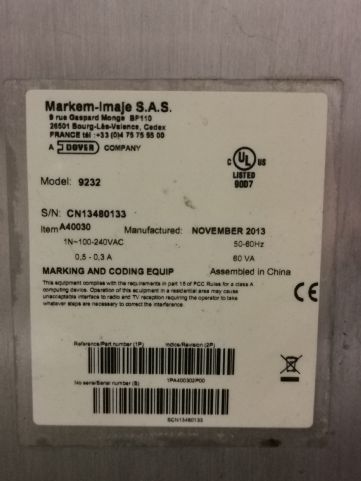 Markem-Imaje S.A.S.
9 rue Gaspard Monge BP110
26501 Bourg-Lès-Valence, Cedex
FRANCE tél :+33 (0)4 75 75 55 00
A DOVER COMPANY
C UL US
LISTED
90D7
Model: 9232
S/N: CN13480133
Item A40030 Manufactured: NOVEMBER 2013
1N~100-240VAC 50-60Hz
0,5 - 0,3 A 60 VA
MARKING AND CODING EQUIP Assembled in China
This equipment complies with the requirements in part 15 of FCC Rules for a class A
computing device. Operation of this equipment in a residential area may cause
unacceptable interface to radio and TV reception requiring the operator to take
whatever steps are necessary to correct the interference.
CE
Reference/Part number (1P) Indice/Revision (2P)
1PA400302P00
No serie/Serial number (S)
SCN13480133